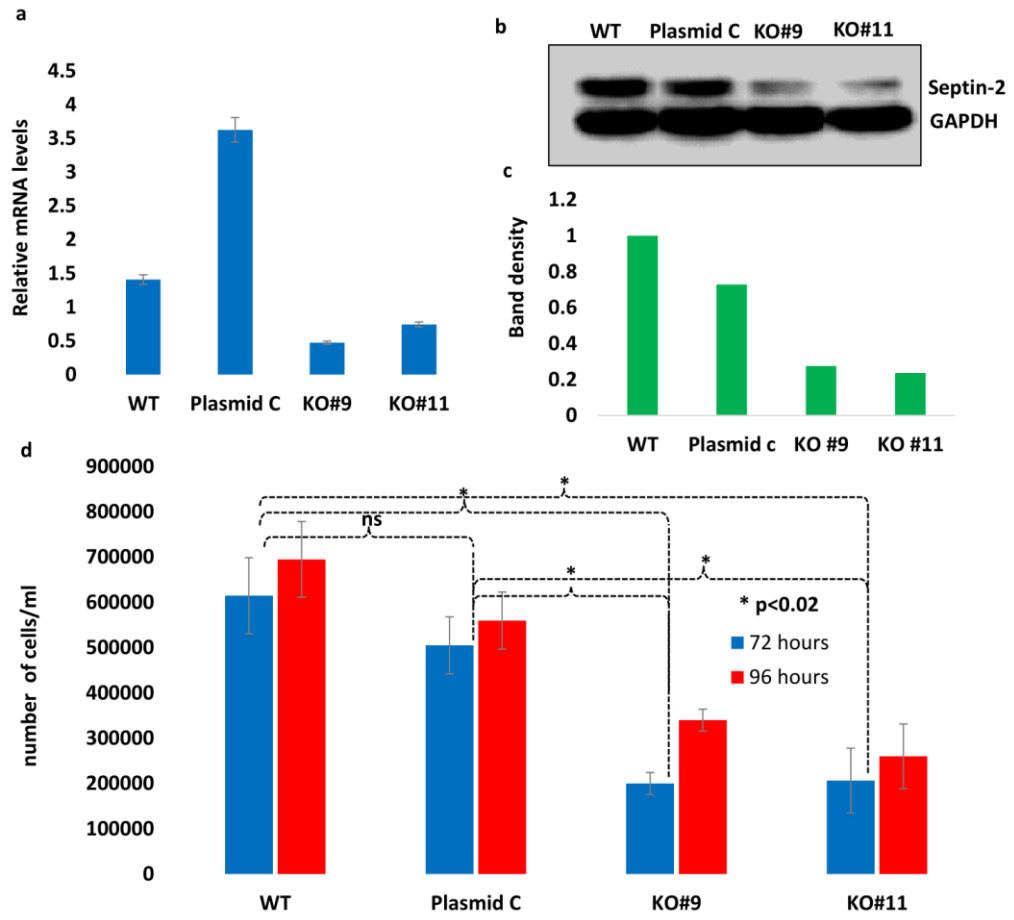 a
Relative mRNA levels
4.5
4
3.5
3
2.5
2
1.5
1
0.5
0
WT Plasmid C KO#9 KO#11
b
WT Plasmid C KO#9 KO#11
Septin-2
GAPDH
c
Band density
1.2
1
0.8
0.6
0.4
0.2
0
WT Plasmid c KO #9 KO #11
d
number of cells/ml
900000
800000
700000
600000
500000
400000
300000
200000
100000
0
*
*
ns
*
*
* p<0.02
72 hours
96 hours
WT Plasmid C KO#9 KO#11